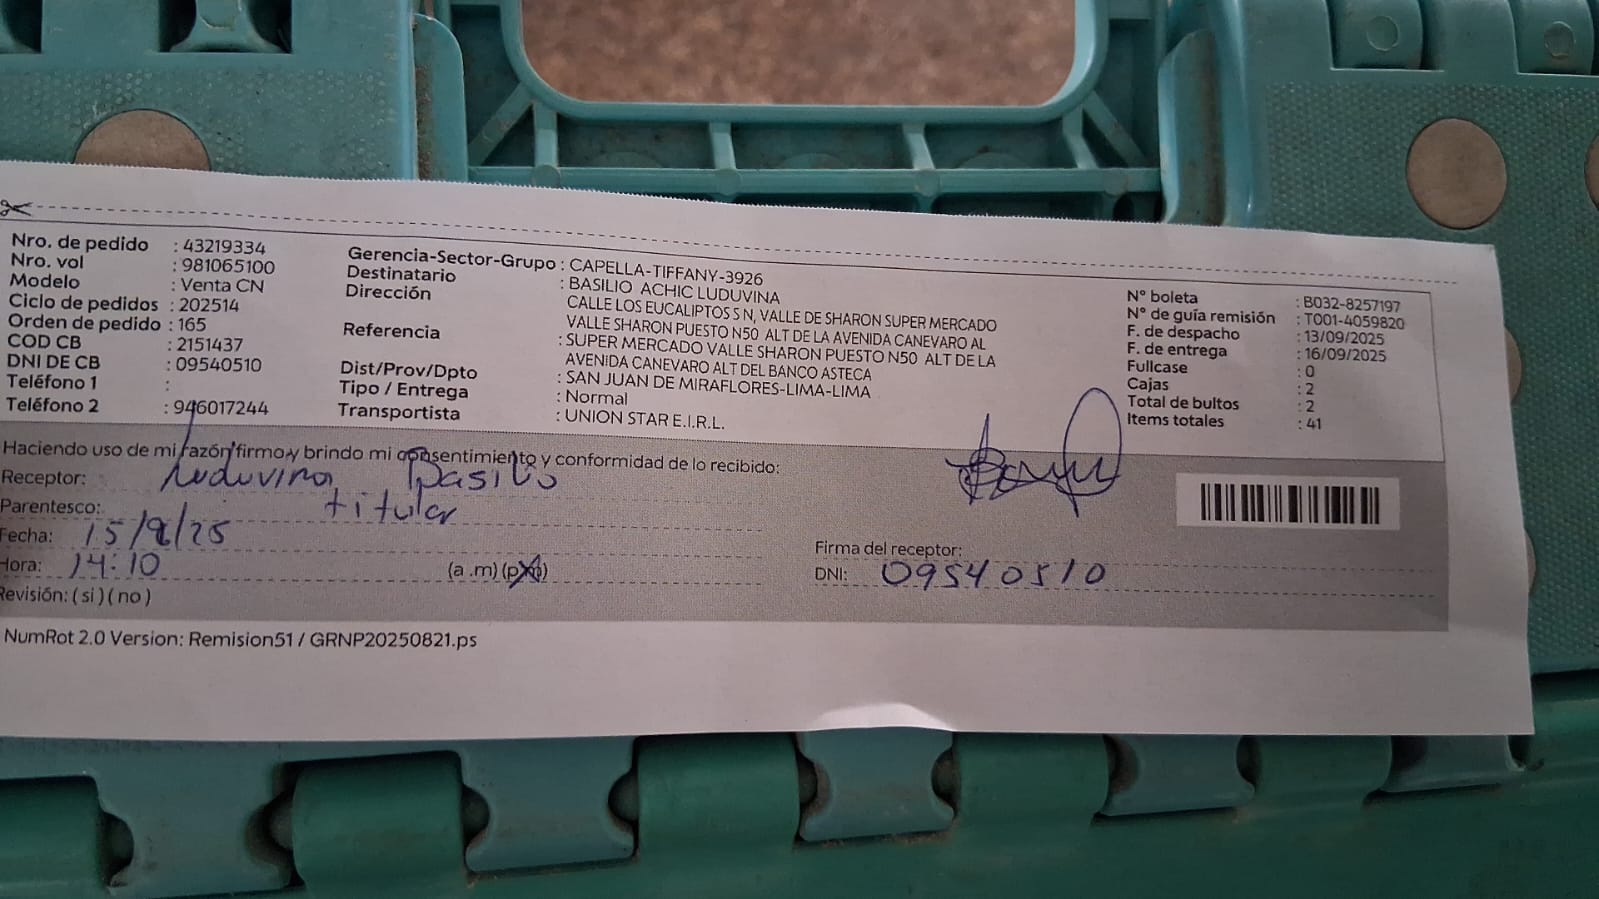 Nro. de pedido : 43219334
Nro. vol : 981065100
Modelo : Venta CN
Ciclo de pedidos : 202514
Orden de pedido : 165
COD CB : 2151437
DNI DE CB : 09540510
Teléfono 1 :
Teléfono 2 : 946017244
Gerencia-Sector-Grupo : CAPELLA-TIFFANY-3926
Destinatario : BASILIO ACHIC LUDUVINA
Dirección : CALLE LOS EUCALIPTOS S N, VALLE DE SHARON SUPER MERCADO
VALLE SHARON PUESTO N50 ALT DE LA AVENIDA CANEVARO AL
Referencia : SUPER MERCADO VALLE SHARON PUESTO N50 ALT DE LA
AVENIDA CANEVARO ALT DEL BANCO ASTECA
Dist/Prov/Dpto : SAN JUAN DE MIRAFLORES-LIMA-LIMA
Tipo / Entrega : Normal
Transportista : UNION STAR E.I.R.L.
N° boleta : B032-8257197
N° de guía remisión : T001-4059820
F. de despacho : 13/09/2025
F. de entrega : 16/09/2025
Fullcase : 0
Cajas : 2
Total de bultos : 2
Items totales : 41
Haciendo uso de mi razón firmo y brindo mi consentimiento y conformidad de lo recibido:
Receptor: Luduvina Basilio
Parentesco: titular
Fecha: 15/9/25
Hora: 14:10 (a .m) (p.m)
Revisión: ( si ) ( no )
Firma del receptor:
DNI: 09540510
NumRot 2.0 Version: Remision51 / GRNP20250821.ps